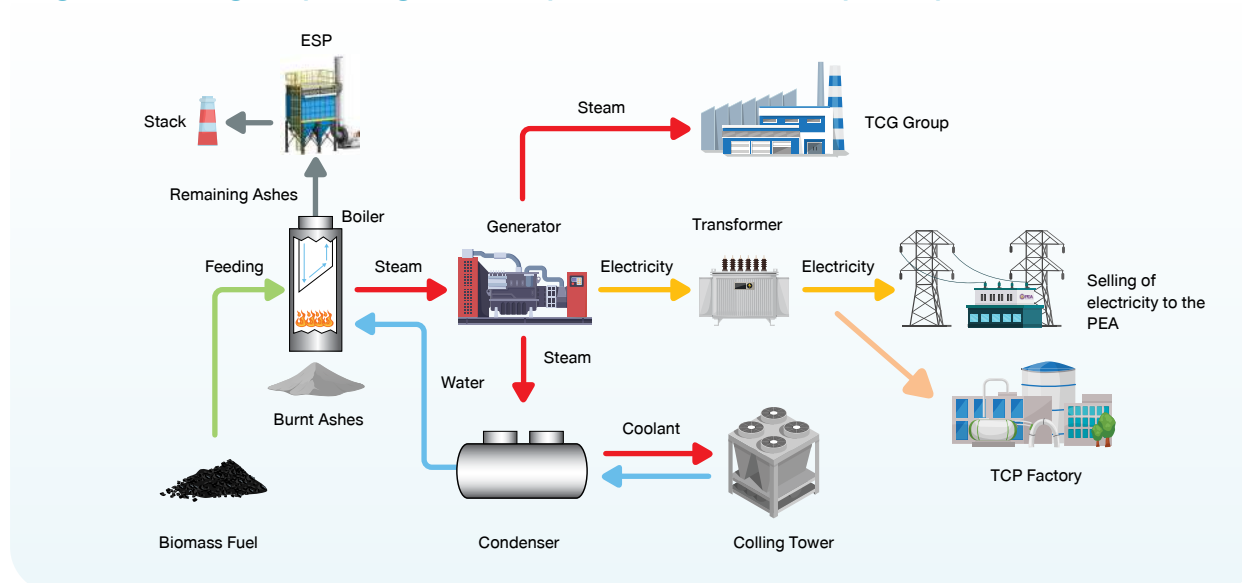 ESP
Steam
Stack
TCG Group
Remaining Ashes
Boiler
Generator
Transformer
Feeding
Steam
Electricity
Electricity
Selling of
electricity to the
PEA
Steam
Water
Burnt Ashes
Coolant
TCP Factory
Biomass Fuel
Condenser
Colling Tower